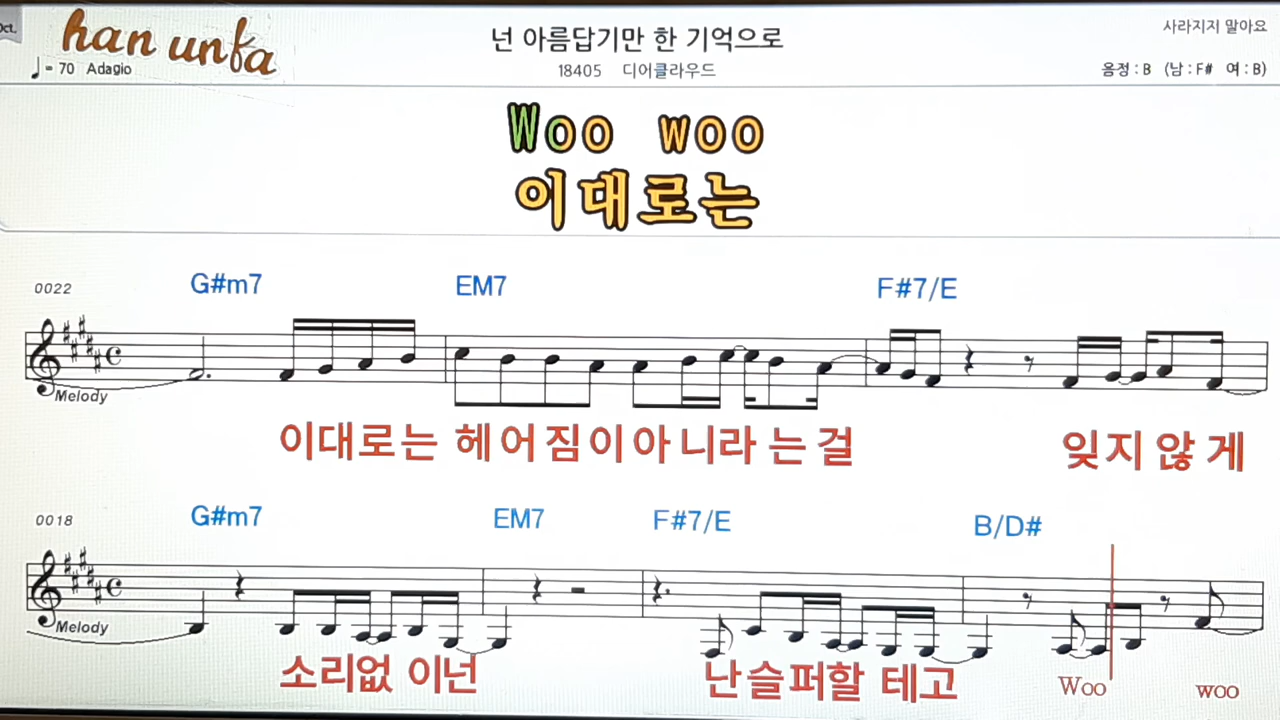 Oct.
han unfa
넌 아름답기만 한 기억으로
사라지지 말아요
♩= 70 Adagio
18405 디어클라우드
음정 : B (남 : F# 여 : B)
Woo woo
이대로는
0022
G#m7 EM7 F#7/E
Melody
이대로는 헤어짐이아니라는걸 잊지않게
0018
G#m7 EM7 F#7/E B/D#
Melody
소리없이넌 난슬퍼할테고 Woo woo